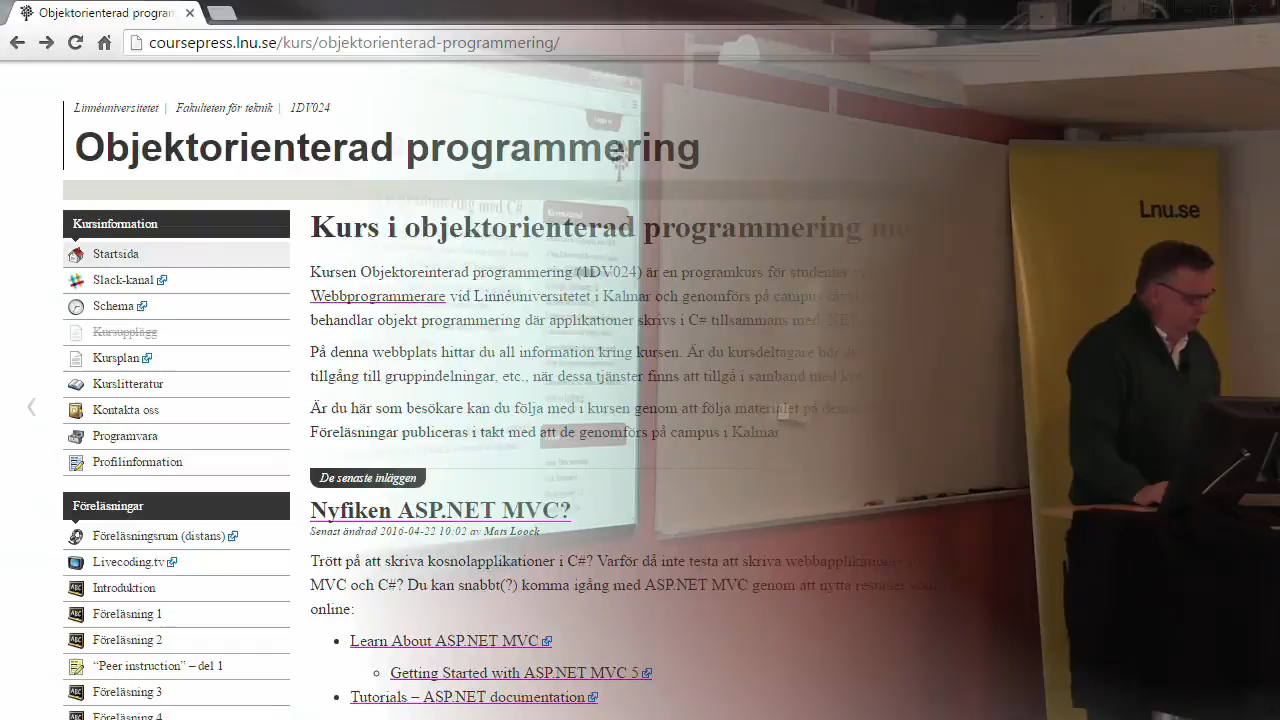 Objektorienterad program
coursepress.lnu.se/kurs/objektorienterad-programmering/
Linnéuniversitetet | Fakulteten för teknik | 1DV024
Objektorienterad programmering
Kursinformation
Startsida
Slack-kanal
Schema
Kursupplägg
Kursplan
Kurslitteratur
Kontakta oss
Programvara
Profilinformation
Föreläsningar
Föreläsningsrum (distans)
Livecoding.tv
Introduktion
Föreläsning 1
Föreläsning 2
“Peer instruction” – del 1
Föreläsning 3
Föreläsning 4
Kurs i objektorienterad programmering
Kursen Objektoreinterad programmering (1DV024) är en programkurs för studenter
Webbprogrammerare vid Linnéuniversitetet i Kalmar och genomförs på campus
behandlar objekt programmering där applikationer skrivs i C# tillsammans med .NET
På denna webbplats hittar du all information kring kursen. Är du kursdeltagare bör du
tillgång till gruppindelningar, etc., när dessa tjänster finns att tillgå i samband med
Är du här som besökare kan du följa med i kursen genom att följa materialet på
Föreläsningar publiceras i takt med att de genomförs på campus i Kalmar
De senaste inläggen
Nyfiken ASP.NET MVC?
Senast ändrad 2016-04-22 10:02 av Mats Loock
Trött på att skriva kosnolapplikationer i C#? Varför då inte testa att skriva webbapplikationer
MVC och C#? Du kan snabbt(?) komma igång med ASP.NET MVC genom att nyttja resurser
online:
Learn About ASP.NET MVC
Getting Started with ASP.NET MVC 5
Tutorials – ASP.NET documentation
Lnu.se